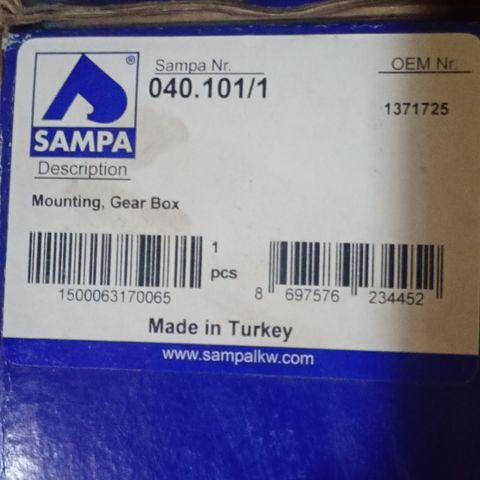 ®
SAMPA
Sampa Nr.
040.101/1
OEM Nr.
1371725
Description
Mounting, Gear Box
1
pcs
1500063170065
8 697576 234452
Made in Turkey
www.sampalkw.com